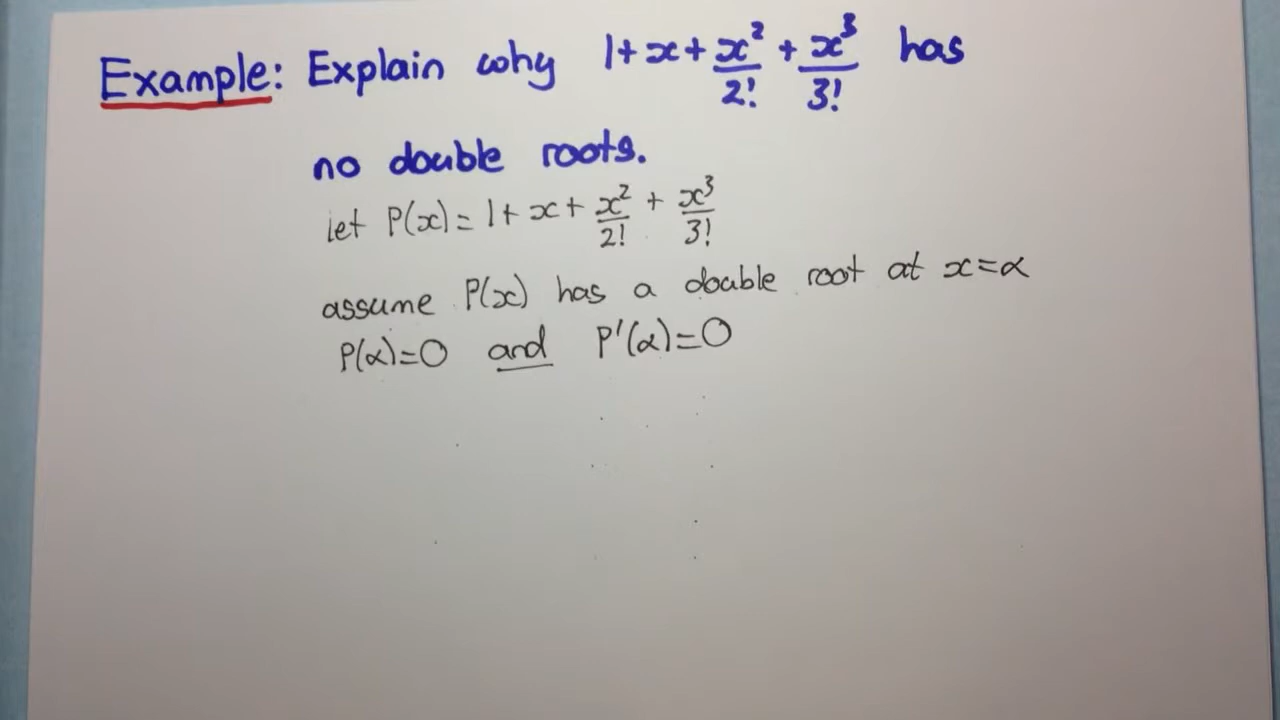 Example: Explain why 1 + x + x²/2! + x³/3! has
no double roots.
let P(x) = 1 + x + x²/2! + x³/3!
assume P(x) has a double root at x=α
P(α)=0 and P'(α)=0